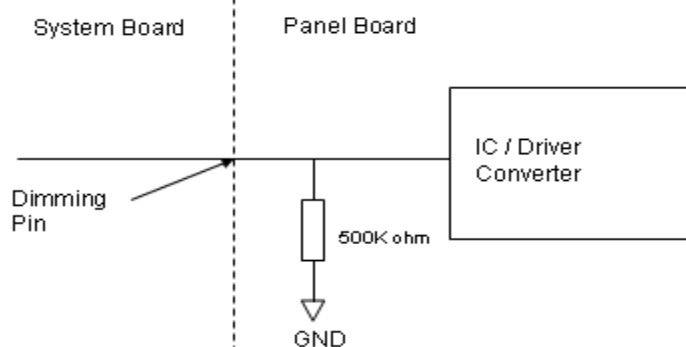 System Board
Panel Board
IC / Driver
Converter
Dimming
Pin
500K ohm
GND